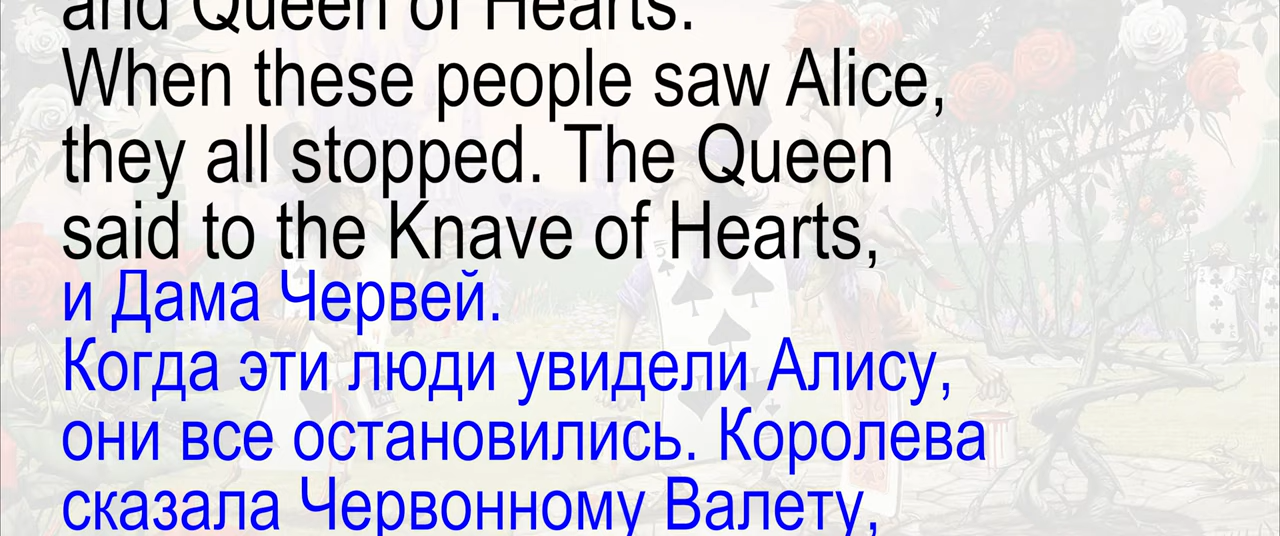 and Queen of Hearts.
When these people saw Alice,
they all stopped. The Queen
said to the Knave of Hearts,
и Дама Червей.
Когда эти люди увидели Алису,
они все остановились. Королева
сказала Червонному Валету,